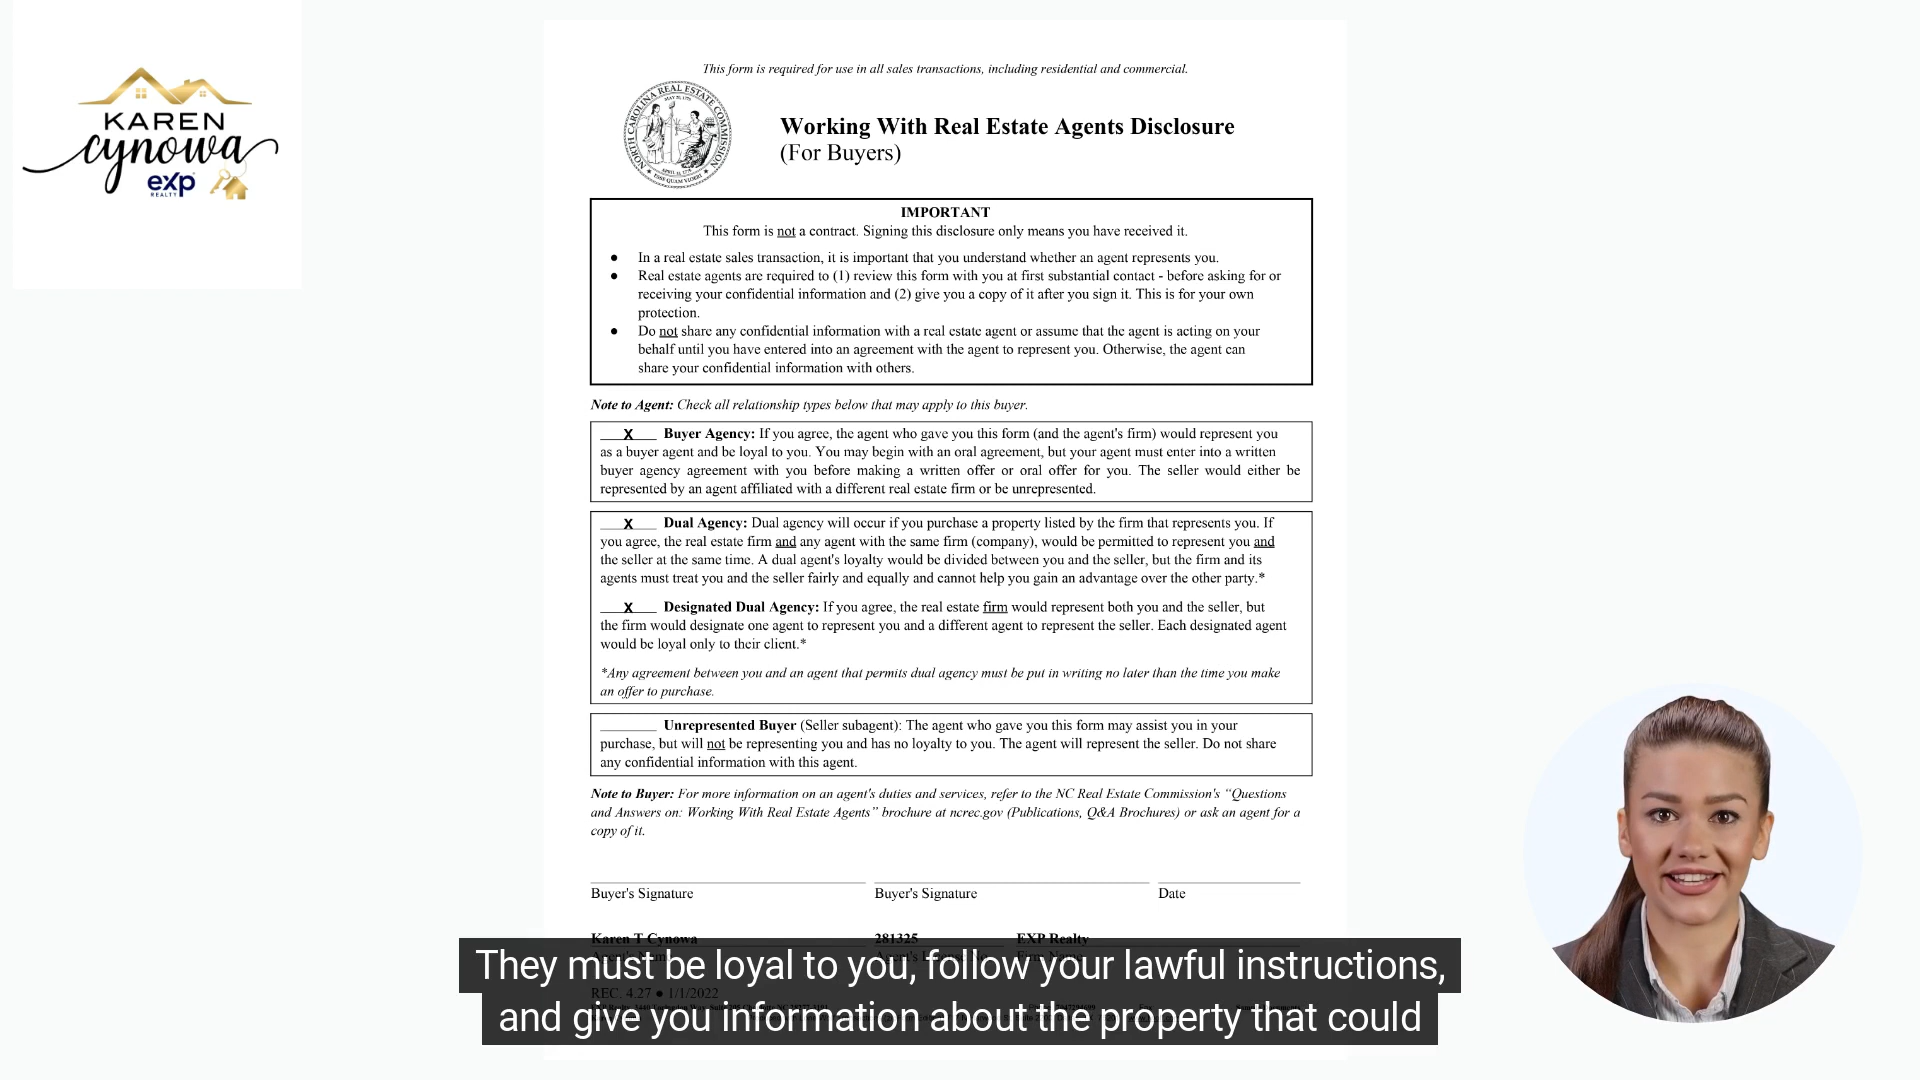 KAREN
cynowa
exp
REALTY
This form is required for use in all sales transactions, including residential and commercial.
NORTH CAROLINA REAL ESTATE COMMISSION
MAY 20, 1775
APRIL 12, 1776
ESSE QUAM VIDERI
Working With Real Estate Agents Disclosure
(For Buyers)
IMPORTANT
This form is not a contract. Signing this disclosure only means you have received it.
● In a real estate sales transaction, it is important that you understand whether an agent represents you.
● Real estate agents are required to (1) review this form with you at first substantial contact - before asking for or
receiving your confidential information and (2) give you a copy of it after you sign it. This is for your own
protection.
● Do not share any confidential information with a real estate agent or assume that the agent is acting on your
behalf until you have entered into an agreement with the agent to represent you. Otherwise, the agent can
share your confidential information with others.
Note to Agent: Check all relationship types below that may apply to this buyer.
X Buyer Agency: If you agree, the agent who gave you this form (and the agent's firm) would represent you
as a buyer agent and be loyal to you. You may begin with an oral agreement, but your agent must enter into a written
buyer agency agreement with you before making a written offer or oral offer for you. The seller would either be
represented by an agent affiliated with a different real estate firm or be unrepresented.
X Dual Agency: Dual agency will occur if you purchase a property listed by the firm that represents you. If
you agree, the real estate firm and any agent with the same firm (company), would be permitted to represent you and
the seller at the same time. A dual agent's loyalty would be divided between you and the seller, but the firm and its
agents must treat you and the seller fairly and equally and cannot help you gain an advantage over the other party.*
X Designated Dual Agency: If you agree, the real estate firm would represent both you and the seller, but
the firm would designate one agent to represent you and a different agent to represent the seller. Each designated agent
would be loyal only to their client.*
*Any agreement between you and an agent that permits dual agency must be put in writing no later than the time you make
an offer to purchase.
Unrepresented Buyer (Seller subagent): The agent who gave you this form may assist you in your
purchase, but will not be representing you and has no loyalty to you. The agent will represent the seller. Do not share
any confidential information with this agent.
Note to Buyer: For more information on an agent's duties and services, refer to the NC Real Estate Commission's “Questions
and Answers on: Working With Real Estate Agents” brochure at ncrec.gov (Publications, Q&A Brochures) or ask an agent for a
copy of it.
Buyer's Signature Buyer's Signature Date
Karen T Cynowa 281325 EXP Realty
REC. 4.27 ● 1/1/2022
They must be loyal to you, follow your lawful instructions,
and give you information about the property that could